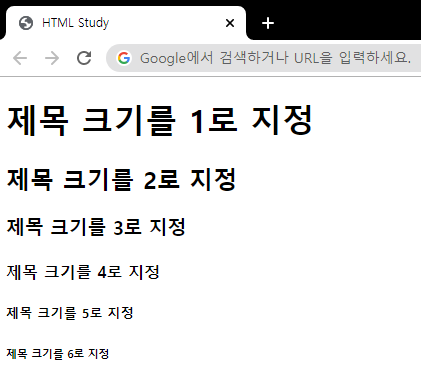 HTML Study
Google에서 검색하거나 URL을 입력하세요.
제목 크기를 1로 지정
제목 크기를 2로 지정
제목 크기를 3로 지정
제목 크기를 4로 지정
제목 크기를 5로 지정
제목 크기를 6로 지정